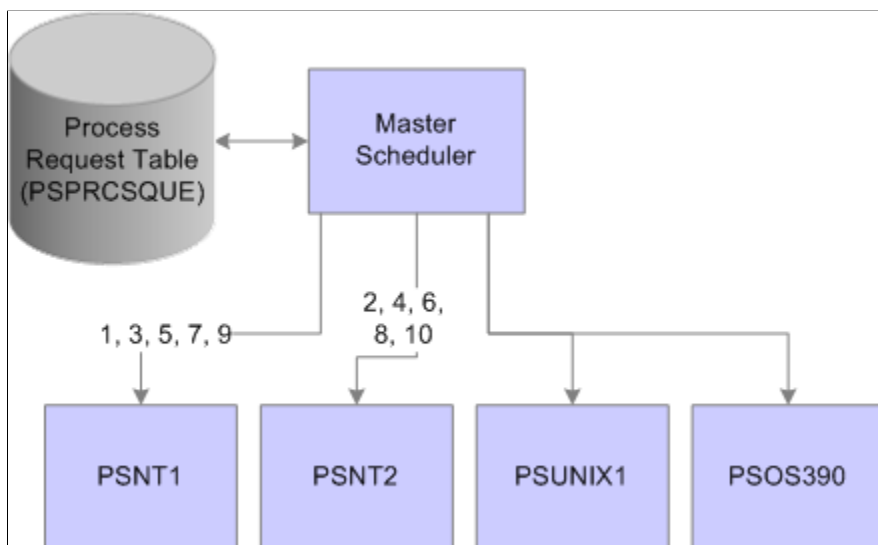 Process
Request Table
(PSPRCSQUE)
Master
Scheduler
1, 3, 5, 7, 9
2, 4, 6,
8, 10
PSNT1
PSNT2
PSUNIX1
PSOS390